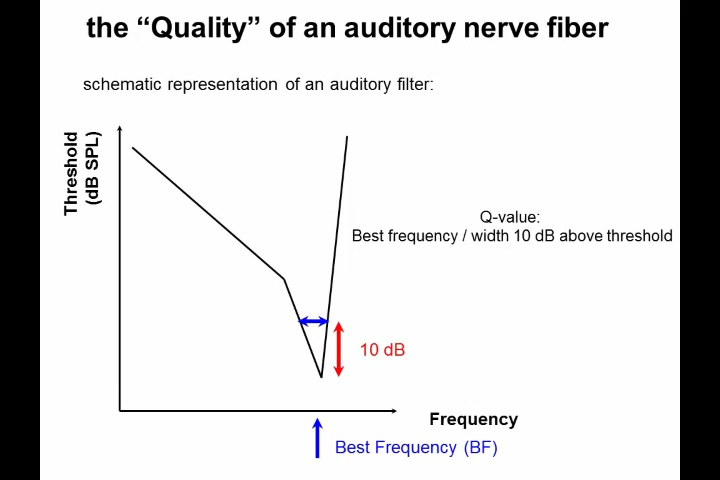 the “Quality” of an auditory nerve fiber
schematic representation of an auditory filter:
Threshold
(dB SPL)
Q-value:
Best frequency / width 10 dB above threshold
10 dB
Frequency
Best Frequency (BF)